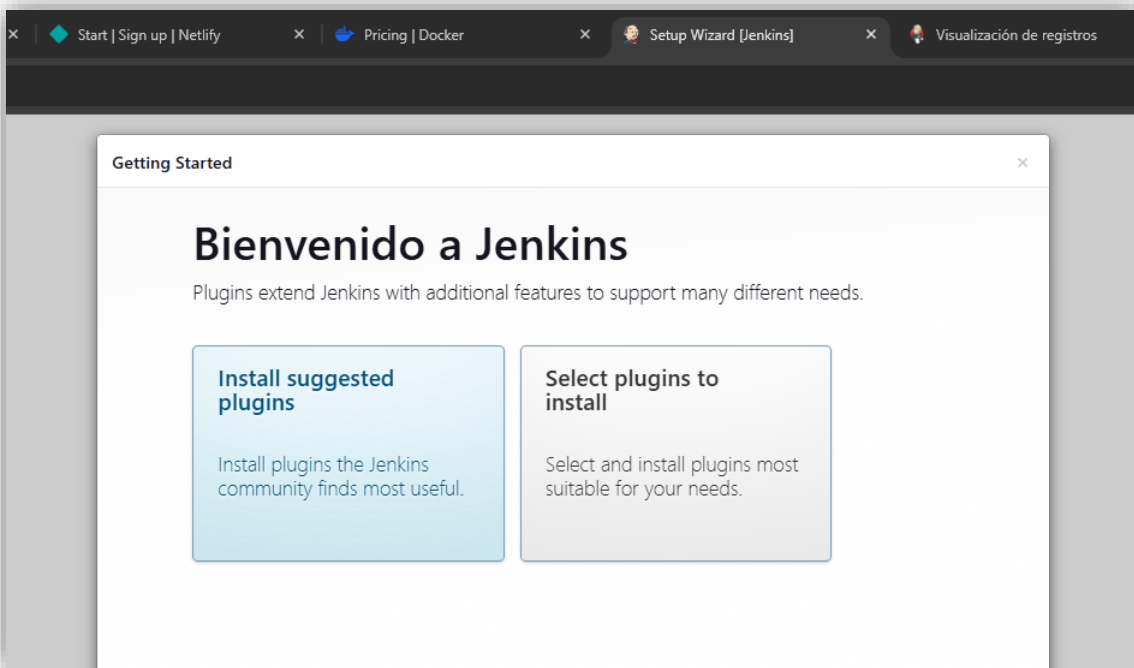 Start | Sign up | Netlify
Pricing | Docker
Setup Wizard [Jenkins]
Visualización de registros
Getting Started
Bienvenido a Jenkins
Plugins extend Jenkins with additional features to support many different needs.
Install suggested
plugins
Install plugins the Jenkins
community finds most useful.
Select plugins to
install
Select and install plugins most
suitable for your needs.